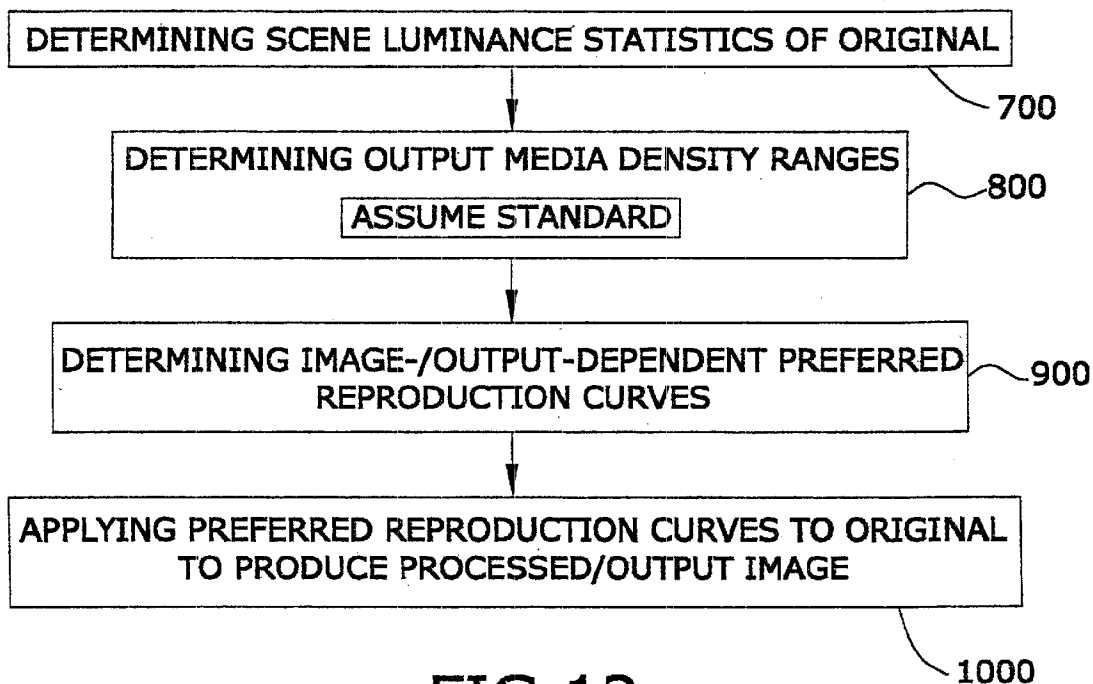 DETERMINING SCENE LUMINANCE STATISTICS OF ORIGINAL
700
DETERMINING OUTPUT MEDIA DENSITY RANGES
ASSUME STANDARD
800
DETERMINING IMAGE-/OUTPUT-DEPENDENT PREFERRED
REPRODUCTION CURVES
900
APPLYING PREFERRED REPRODUCTION CURVES TO ORIGINAL
TO PRODUCE PROCESSED/OUTPUT IMAGE
1000